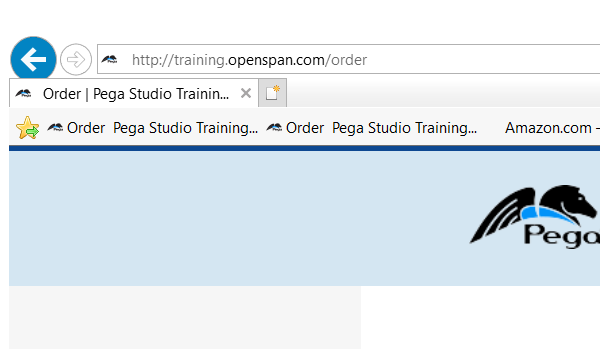 http://training.openspan.com/order
Order | Pega Studio Trainin...
Order Pega Studio Training... Order Pega Studio Training... Amazon.com -
Pega